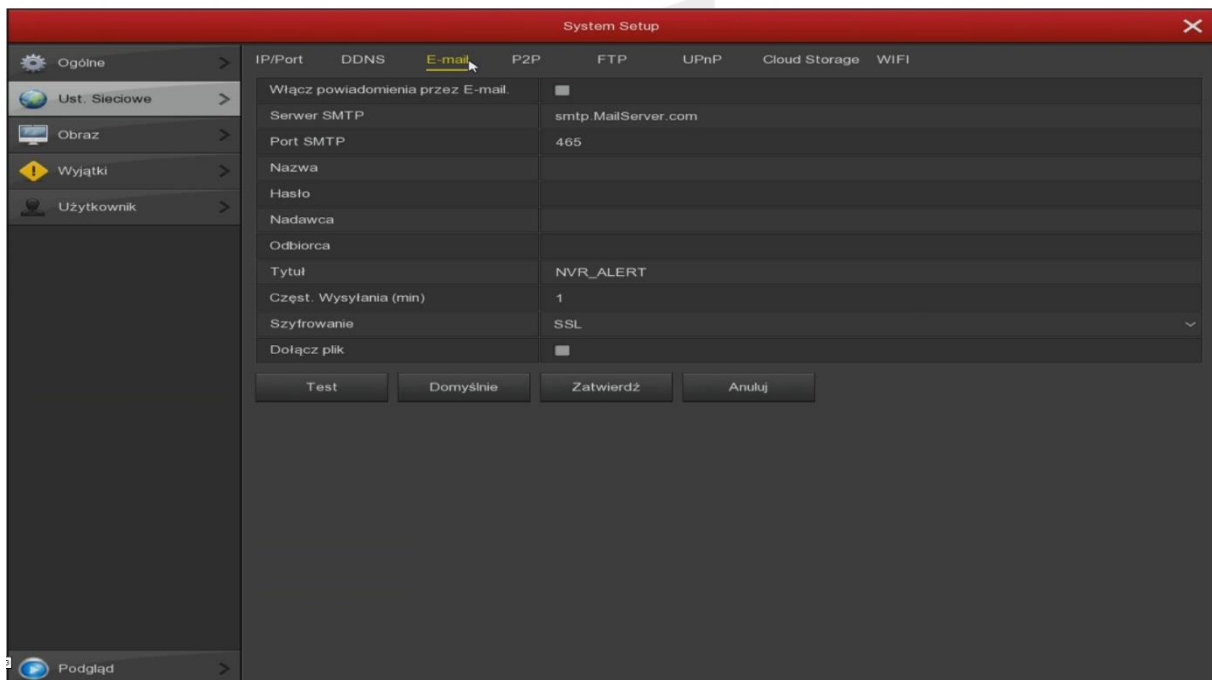 System Setup
Ogólne
Ust. Sieciowe
Obraz
Wyjątki
Użytkownik
Podgląd
IP/Port DDNS E-mail P2P FTP UPnP Cloud Storage WIFI
Włącz powiadomienia przez E-mail.
Serwer SMTP smtp.MailServer.com
Port SMTP 465
Nazwa
Hasło
Nadawca
Odbiorca
Tytuł NVR_ALERT
Częst. Wysyłania (min) 1
Szyfrowanie SSL
Dołącz plik
Test Domyślnie Zatwierdź Anuluj